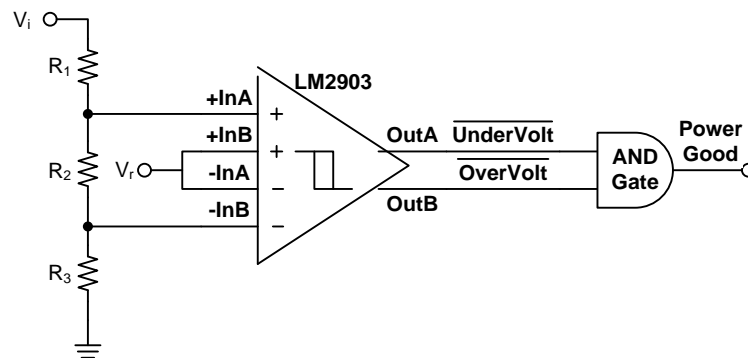 Vi
R1
LM2903
+InA
+
+InB
+
OutA
UnderVolt
Power
Good
R2
Vr
-InA
−
OverVolt
AND
Gate
-InB
−
OutB
R3